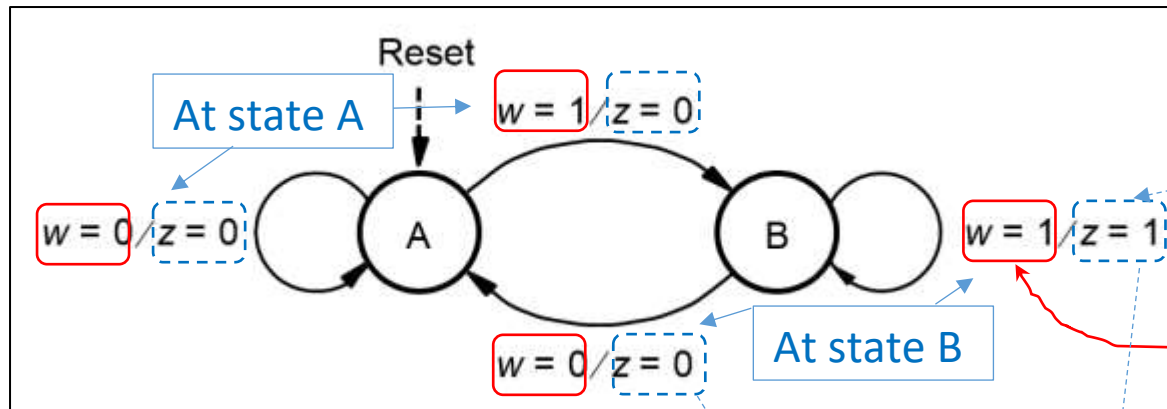 Reset
At state A
w = 1/z = 0
w = 0/z = 0
A
B
w = 1/z = 1
At state B
w = 0/z = 0